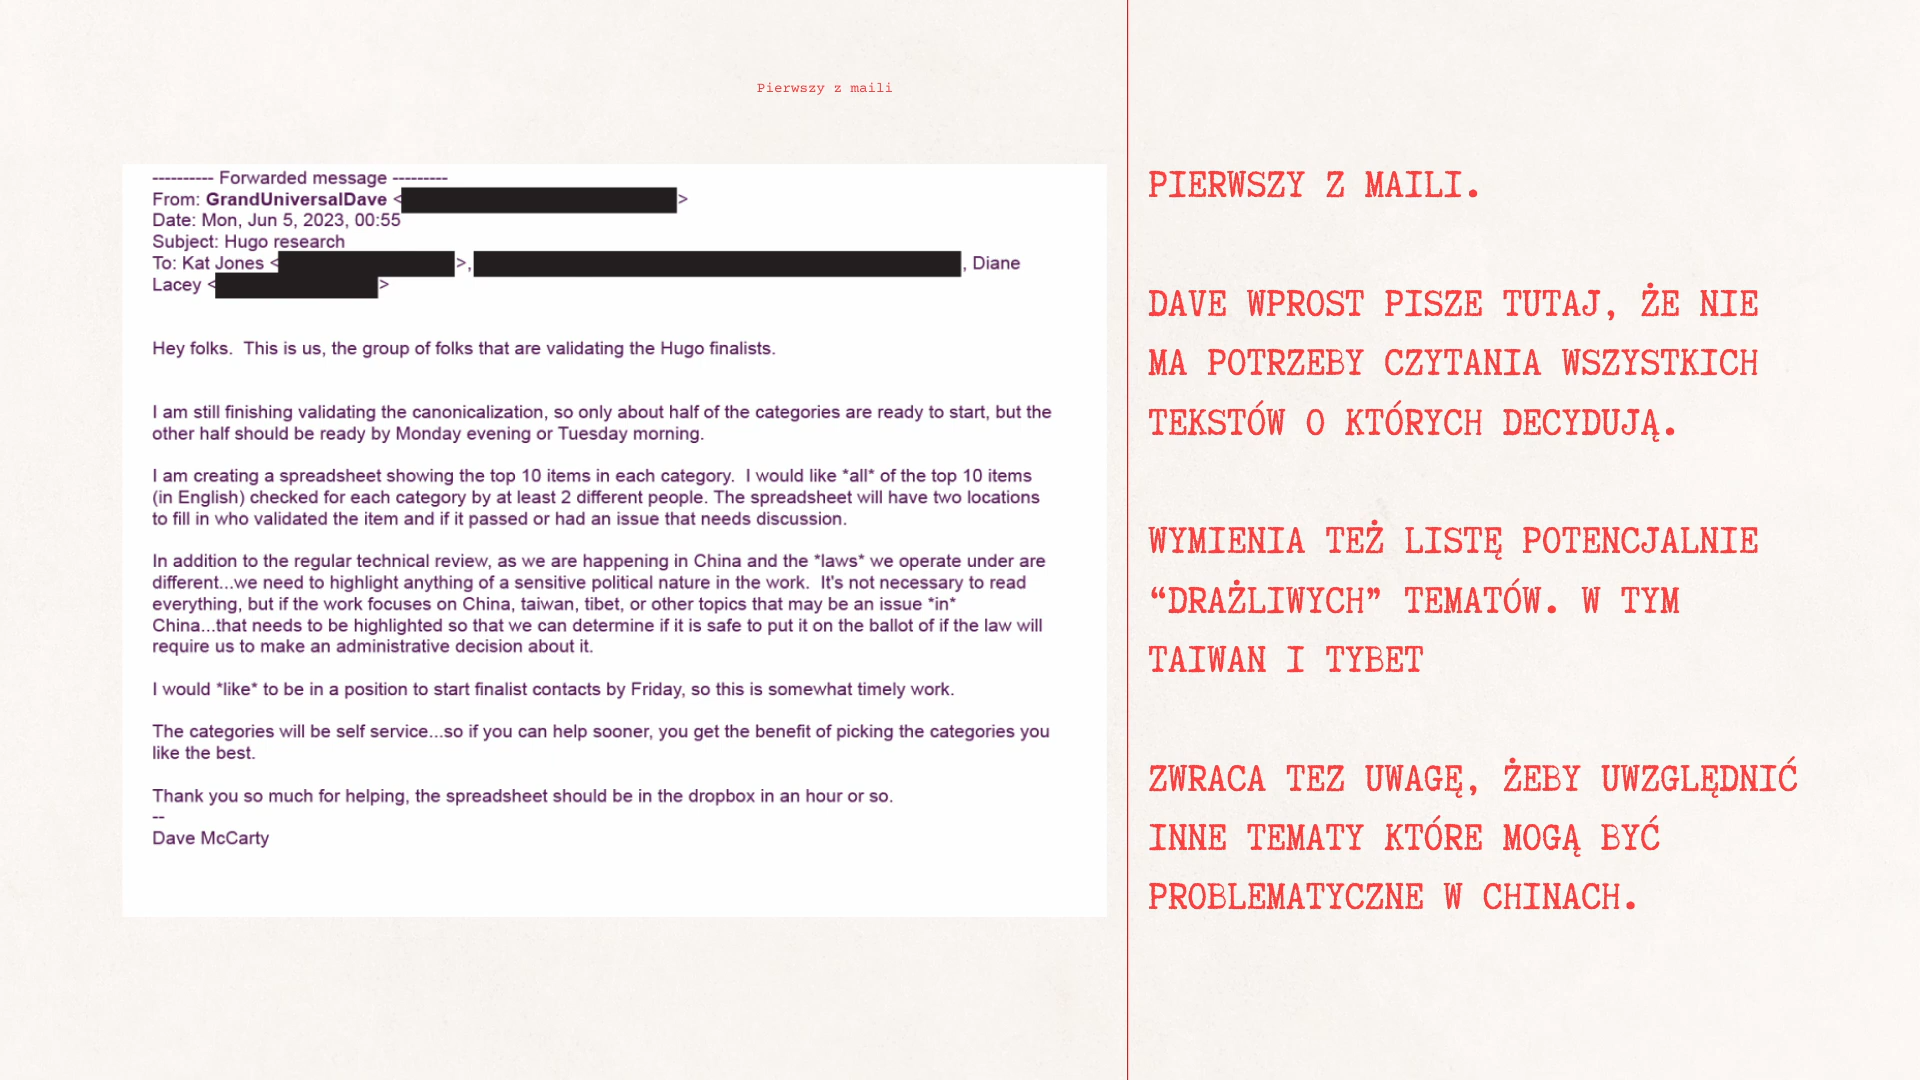 Pierwszy z maili
---------- Forwarded message ---------
From: GrandUniversalDave < >
Date: Mon, Jun 5, 2023, 00:55
Subject: Hugo research
To: Kat Jones < >, , Diane
Lacey < >
Hey folks.  This is us, the group of folks that are validating the Hugo finalists.
I am still finishing validating the canonicalization, so only about half of the categories are ready to start, but the
other half should be ready by Monday evening or Tuesday morning.
I am creating a spreadsheet showing the top 10 items in each category.  I would like *all* of the top 10 items
(in English) checked for each category by at least 2 different people. The spreadsheet will have two locations
to fill in who validated the item and if it passed or had an issue that needs discussion.
In addition to the regular technical review, as we are happening in China and the *laws* we operate under are
different...we need to highlight anything of a sensitive political nature in the work.  It's not necessary to read
everything, but if the work focuses on China, taiwan, tibet, or other topics that may be an issue *in*
China...that needs to be highlighted so that we can determine if it is safe to put it on the ballot of if the law will
require us to make an administrative decision about it.
I would *like* to be in a position to start finalist contacts by Friday, so this is somewhat timely work.
The categories will be self service...so if you can help sooner, you get the benefit of picking the categories you
like the best.
Thank you so much for helping, the spreadsheet should be in the dropbox in an hour or so.
--
Dave McCarty
PIERWSZY Z MAILI.
DAVE WPROST PISZE TUTAJ, ŻE NIE
MA POTRZEBY CZYTANIA WSZYSTKICH
TEKSTÓW O KTÓRYCH DECYDUJĄ.
WYMIENIA TEŻ LISTĘ POTENCJALNIE
“DRAŻLIWYCH” TEMATÓW. W TYM
TAIWAN I TYBET
ZWRACA TEZ UWAGĘ, ŻEBY UWZGLĘDNIĆ
INNE TEMATY KTÓRE MOGĄ BYĆ
PROBLEMATYCZNE W CHINACH.